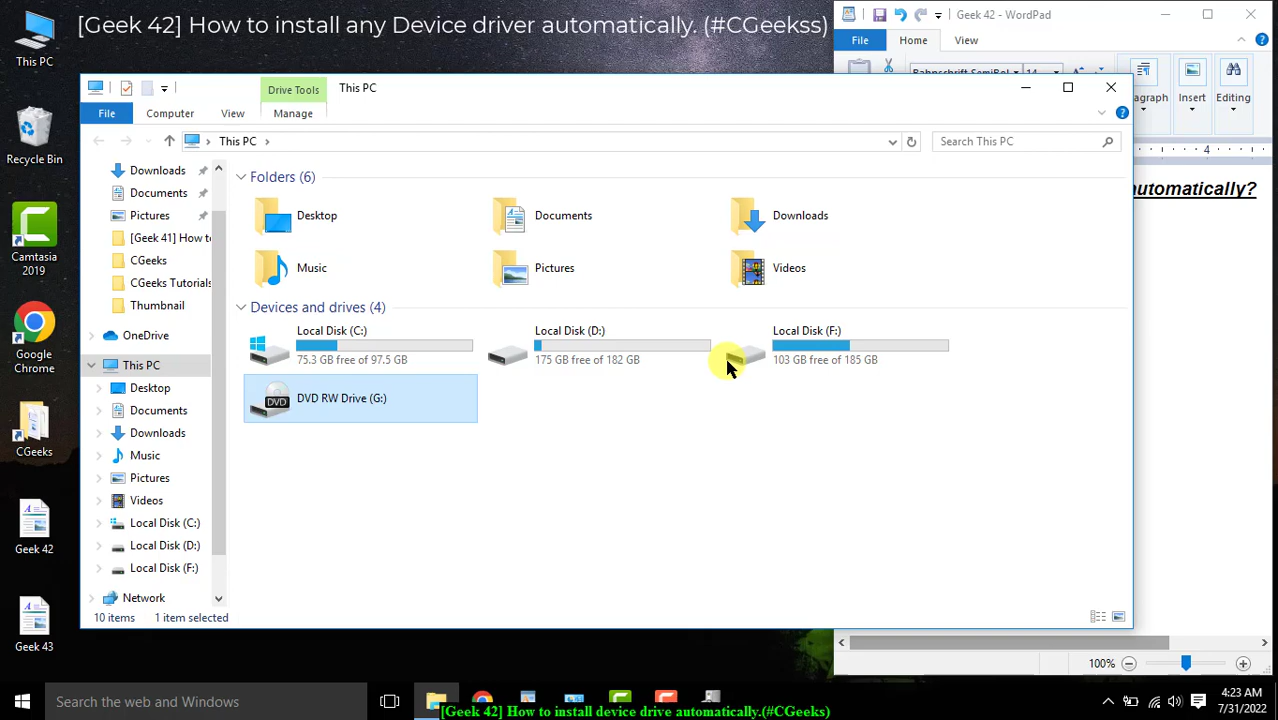 [Geek 42] How to install any Device driver automatically. (#CGeekss)
This PC
Recycle Bin
Camtasia
2019
Google
Chrome
CGeeks
Geek 42
Geek 43
Geek 42 - WordPad
File
Home
View
14
Paragraph
Insert
Editing
4
automatically?
100%
Drive Tools
This PC
File
Computer
View
Manage
This PC
Search This PC
Downloads
Documents
Pictures
[Geek 41] How to
CGeeks
CGeeks Tutorials
Thumbnail
OneDrive
This PC
Desktop
Documents
Downloads
Music
Pictures
Videos
Local Disk (C:)
Local Disk (D:)
Local Disk (F:)
Network
Folders (6)
Desktop
Documents
Downloads
Music
Pictures
Videos
Devices and drives (4)
Local Disk (C:)
75.3 GB free of 97.5 GB
Local Disk (D:)
175 GB free of 182 GB
Local Disk (F:)
103 GB free of 185 GB
DVD
DVD RW Drive (G:)
10 items
1 item selected
Search the web and Windows
4:23 AM
7/31/2022
[Geek 42] How to install device drive automatically.(#CGeeks)